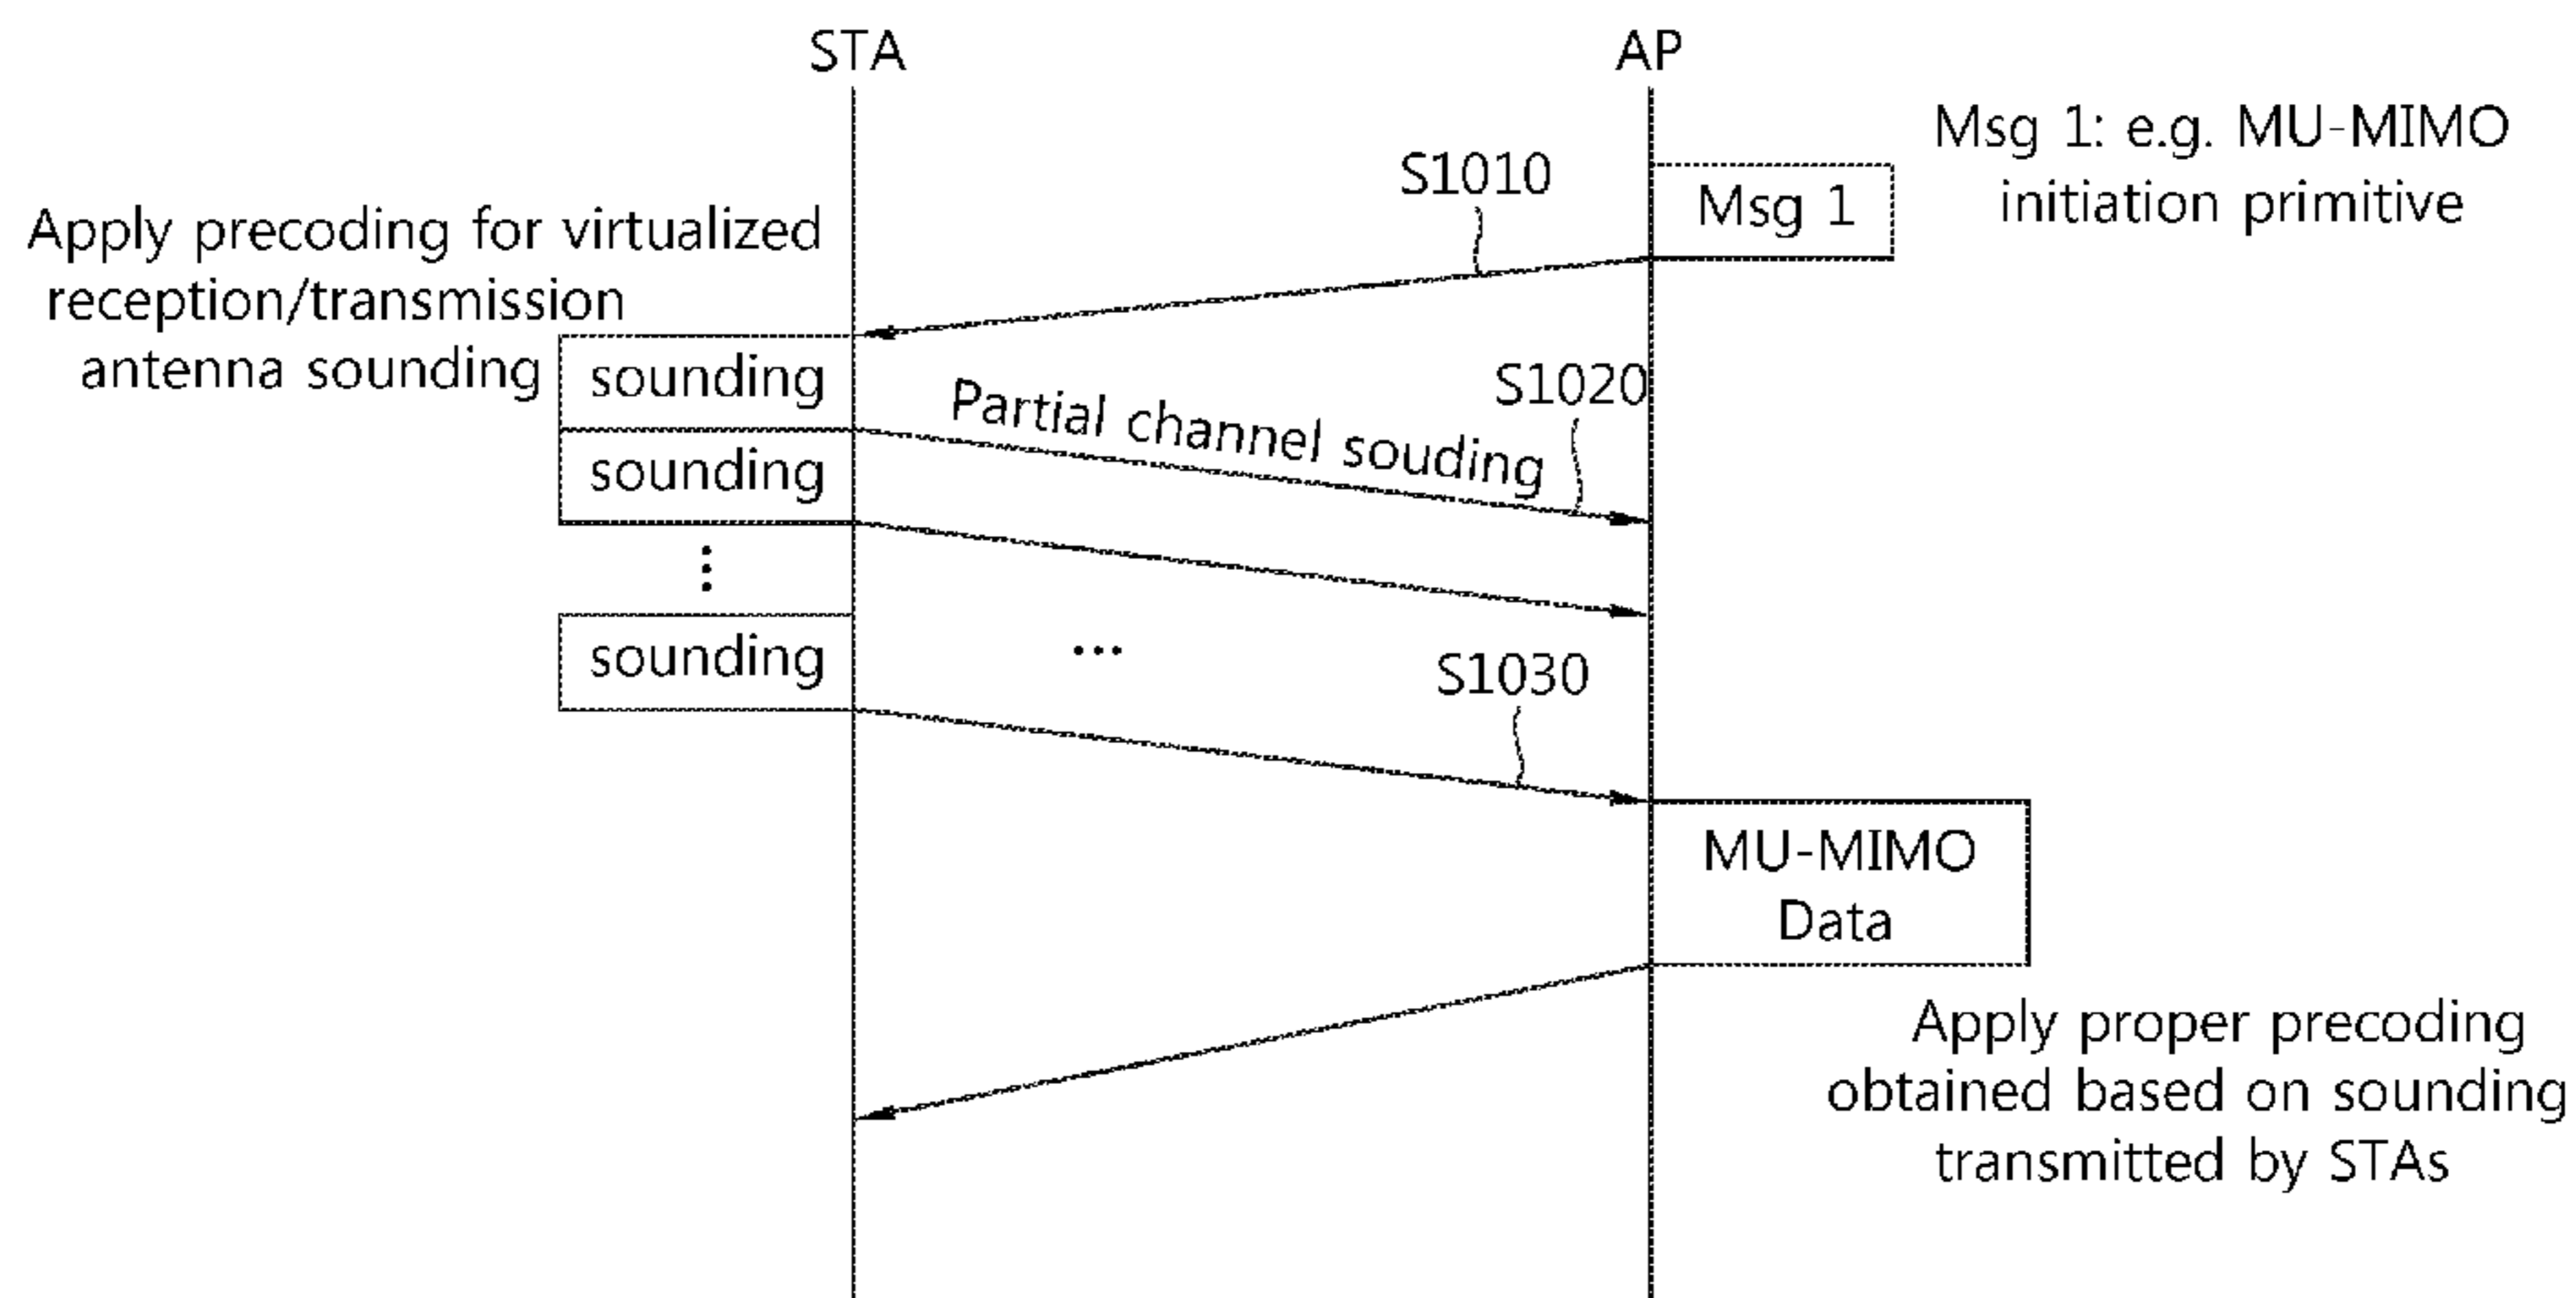 STA
AP
Msg 1: e.g. MU-MIMO
initiation primitive
S1010
Msg 1
Apply precoding for virtualized
reception/transmission
antenna sounding
sounding
Partial channel souding
S1020
sounding
sounding
S1030
MU-MIMO
Data
Apply proper precoding
obtained based on sounding
transmitted by STAs